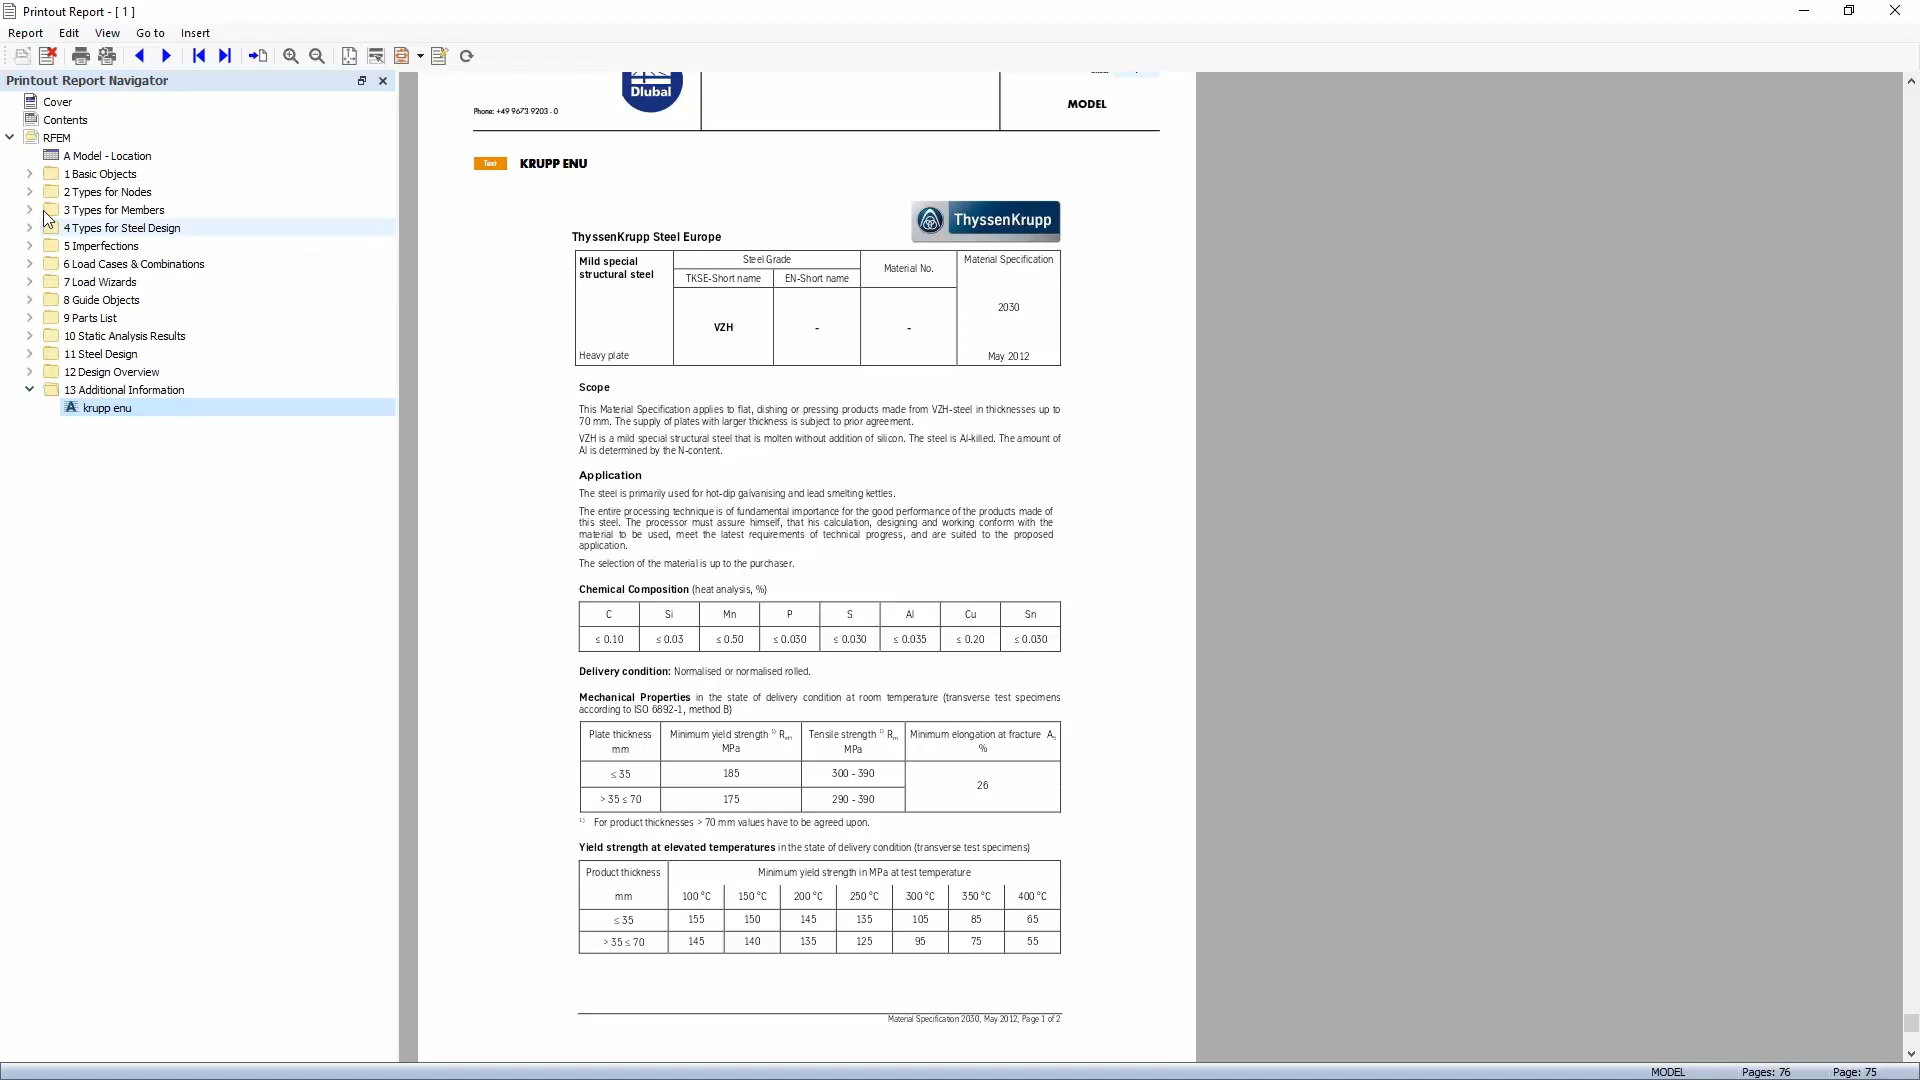 Printout Report - [ 1 ]
Report Edit View Go to Insert
Printout Report Navigator
Cover
Contents
RFEM
A Model - Location
1 Basic Objects
2 Types for Nodes
3 Types for Members
4 Types for Steel Design
5 Imperfections
6 Load Cases & Combinations
7 Load Wizards
8 Guide Objects
9 Parts List
10 Static Analysis Results
11 Steel Design
12 Design Overview
13 Additional Information
krupp enu
Phone: +49 9673 9203 - 0
Dlubal
MODEL
Text KRUPP ENU
ThyssenKrupp
ThyssenKrupp Steel Europe
Mild special structural steel
Heavy plate
Steel Grade
TKSE-Short name EN-Short name
VZH - -
Material No.
Material Specification
2030
May 2012
Scope
This Material Specification applies to flat, dishing or pressing products made from VZH-steel in thicknesses up to
70 mm. The supply of plates with larger thickness is subject to prior agreement.
VZH is a mild special structural steel that is molten without addition of silicon. The steel is Al-killed. The amount of
Al is determined by the N-content.
Application
The steel is primarily used for hot-dip galvanising and lead smelting kettles.
The entire processing technique is of fundamental importance for the good performance of the products made of
this steel. The processor must assure himself, that his calculation, designing and working conform with the
material to be used, meet the latest requirements of technical progress, and are suited to the proposed
application.
The selection of the material is up to the purchaser.
Chemical Composition (heat analysis, %)
C Si Mn P S Al Cu Sn
≤ 0.10 ≤ 0.03 ≤ 0.50 ≤ 0.030 ≤ 0.030 ≤ 0.035 ≤ 0.20 ≤ 0.030
Delivery condition: Normalised or normalised rolled.
Mechanical Properties in the state of delivery condition at room temperature (transverse test specimens
according to ISO 6892-1, method B)
Plate thickness Minimum yield strength 1) ReH Tensile strength 1) Rm Minimum elongation at fracture A5
mm MPa MPa %
≤ 35 185 300 - 390 26
> 35 ≤ 70 175 290 - 390
1) For product thicknesses > 70 mm values have to be agreed upon.
Yield strength at elevated temperatures in the state of delivery condition (transverse test specimens)
Product thickness Minimum yield strength in MPa at test temperature
mm 100 °C 150 °C 200 °C 250 °C 300 °C 350 °C 400 °C
≤ 35 155 150 145 135 105 85 65
> 35 ≤ 70 145 140 135 125 95 75 55
Material Specification 2030, May 2012, Page 1 of 2
MODEL Pages: 76 Page: 75